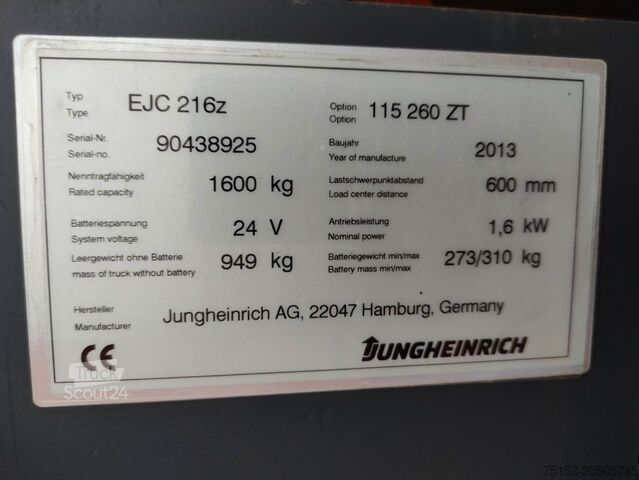 Typ EJC 216z Option 115 260 ZT
Type Option
Serial-Nr. 90438925 Baujahr 2013
Serial-no. Year of manufacture
Nenntragfähigkeit 1600 kg Lastschwerpunktabstand 600 mm
Rated capacity Load center distance
Batteriespannung 24 V Antriebsleistung 1,6 kW
System voltage Nominal power
Leergewicht ohne Batterie 949 kg Batteriegewicht min/max 273/310 kg
mass of truck without battery Battery mass min/max
Hersteller Jungheinrich AG, 22047 Hamburg, Germany
Manufacturer
CE JUNGHEINRICH
Truck
Scout24
75153-20505745